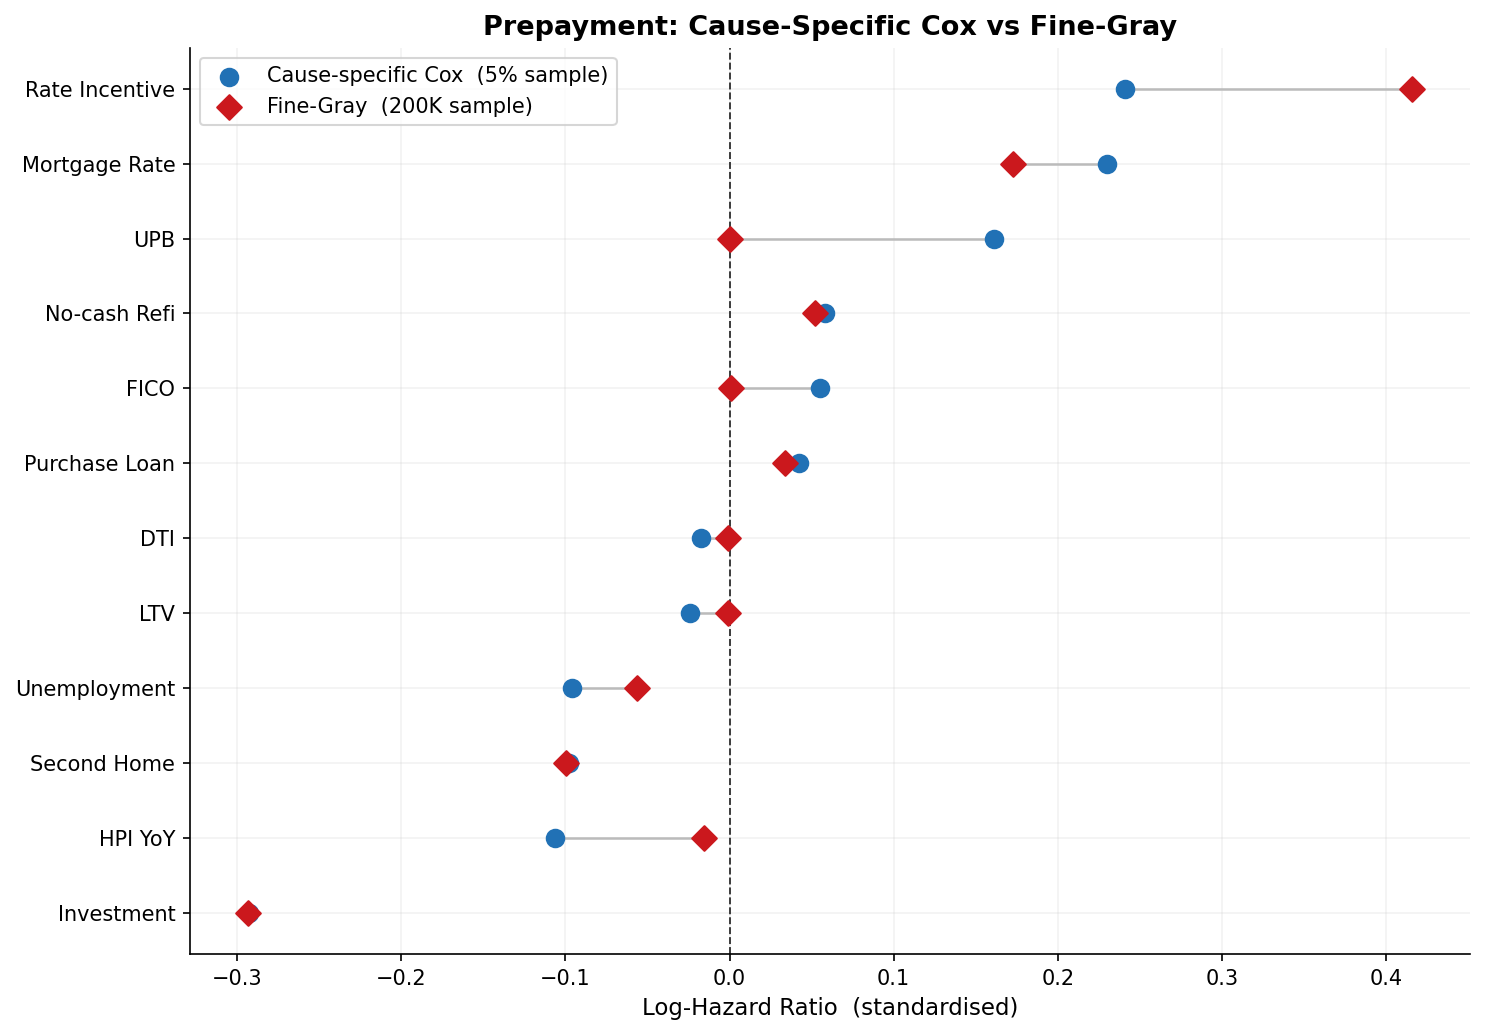 Prepayment: Cause-Specific Cox vs Fine-Gray
Cause-specific Cox (5% sample)
Fine-Gray (200K sample)
Rate Incentive
Mortgage Rate
UPB
No-cash Refi
FICO
Purchase Loan
DTI
LTV
Unemployment
Second Home
HPI YoY
Investment
−0.3 −0.2 −0.1 0.0 0.1 0.2 0.3 0.4
Log-Hazard Ratio (standardised)